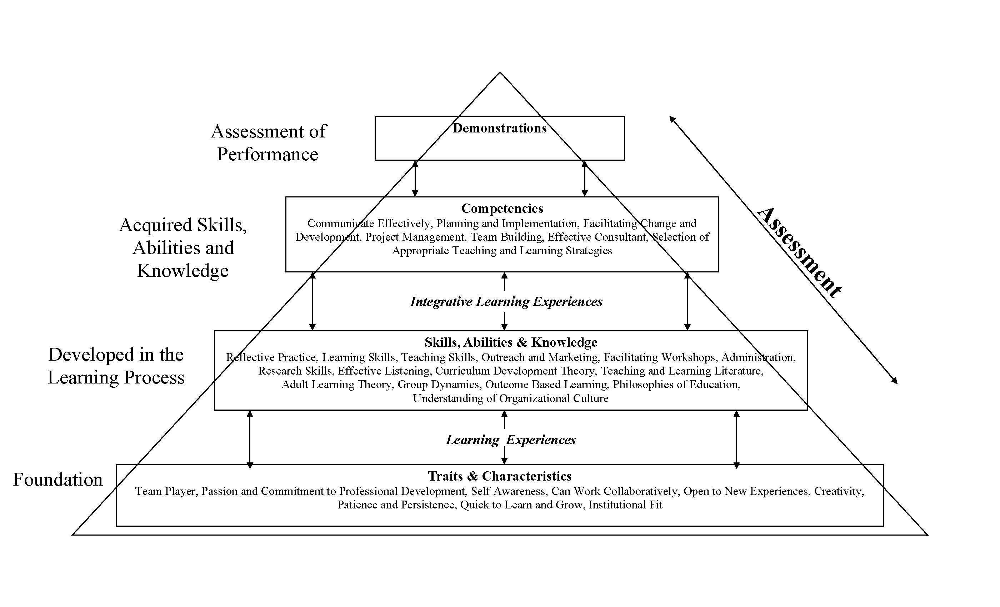 Assessment of
Performance
Demonstrations
Acquired Skills,
Abilities and
Knowledge
Competencies
Communicate Effectively, Planning and Implementation, Facilitating Change and
Development, Project Management, Team Building, Effective Consultant, Selection of
Appropriate Teaching and Learning Strategies
Assessment
Integrative Learning Experiences
Developed in the
Learning Process
Skills, Abilities & Knowledge
Reflective Practice, Learning Skills, Teaching Skills, Outreach and Marketing, Facilitating Workshops, Administration,
Research Skills, Effective Listening, Curriculum Development Theory, Teaching and Learning Literature,
Adult Learning Theory, Group Dynamics, Outcome Based Learning, Philosophies of Education,
Understanding of Organizational Culture
Learning Experiences
Foundation
Traits & Characteristics
Team Player, Passion and Commitment to Professional Development, Self Awareness, Can Work Collaboratively, Open to New Experiences, Creativity,
Patience and Persistence, Quick to Learn and Grow, Institutional Fit